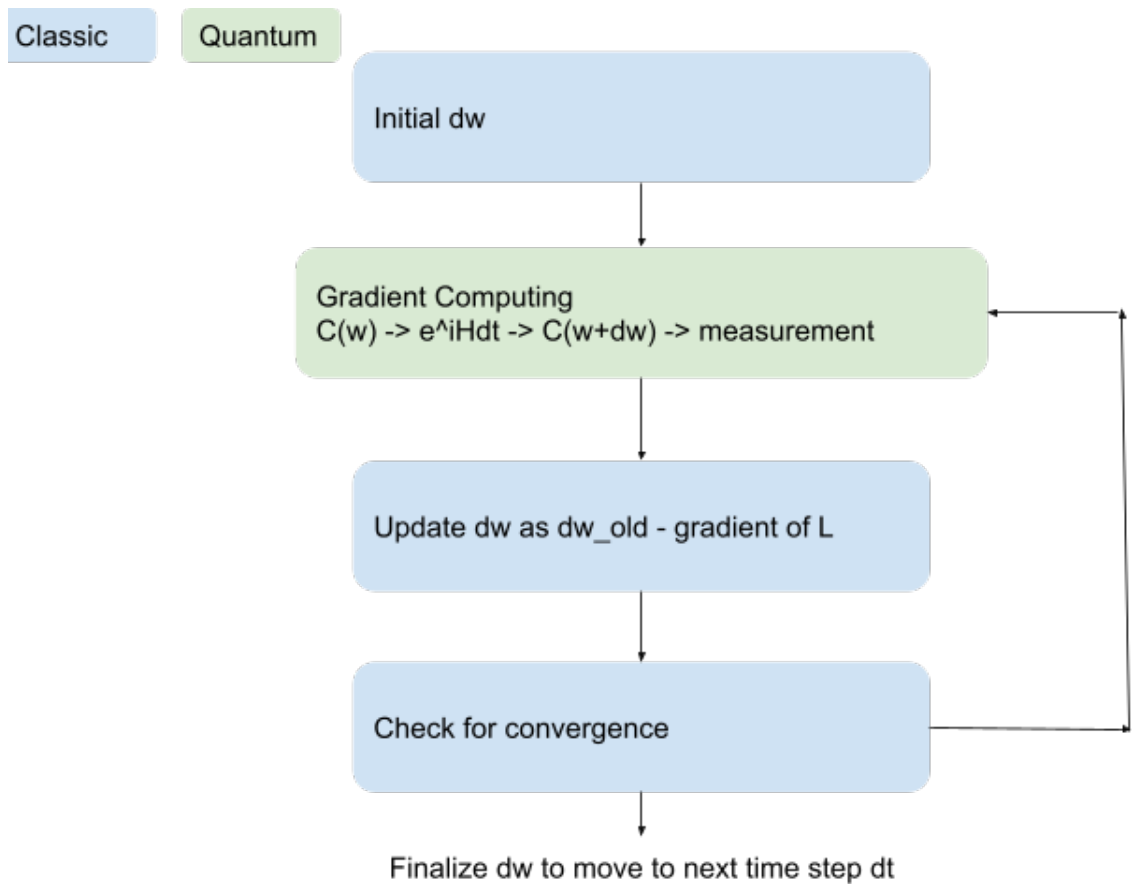 Classic
Quantum
Initial dw
Gradient Computing
C(w) -> e^iHdt -> C(w+dw) -> measurement
Update dw as dw_old - gradient of L
Check for convergence
Finalize dw to move to next time step dt